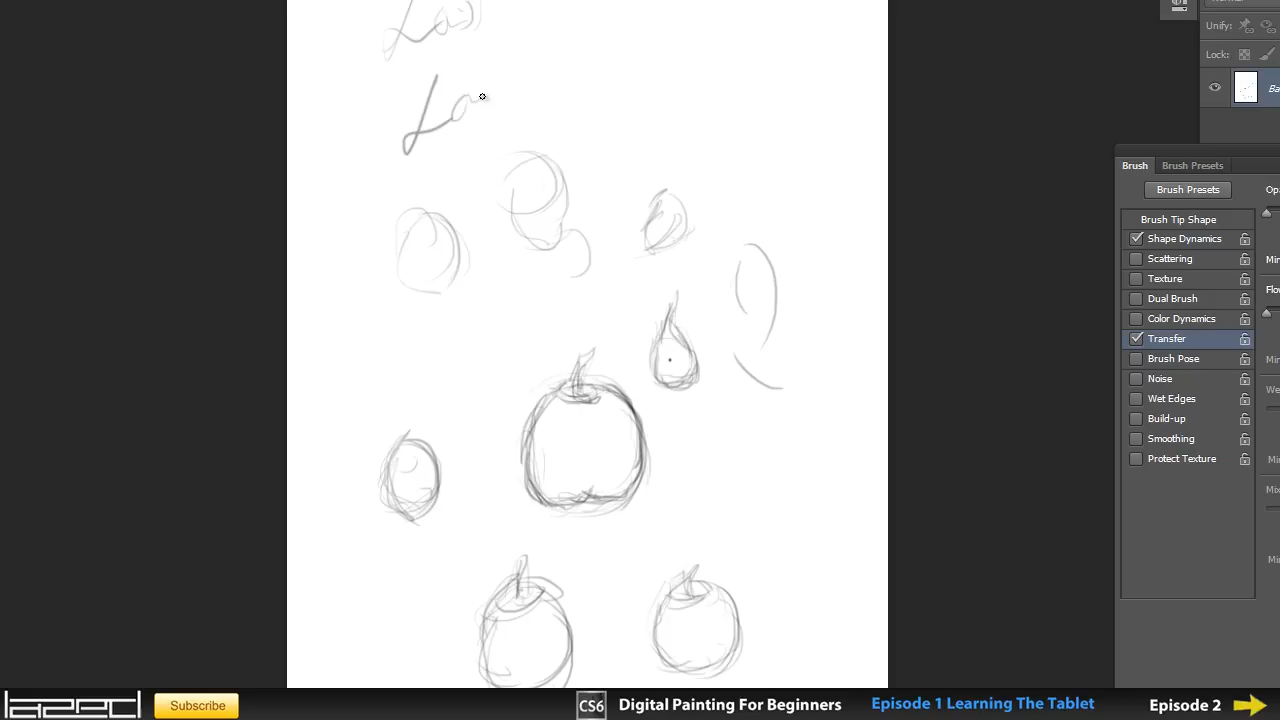 Unify:
Lock:
Brush
Brush Presets
Brush Presets
Brush Tip Shape
Shape Dynamics
Scattering
Texture
Dual Brush
Color Dynamics
Transfer
Brush Pose
Noise
Wet Edges
Build-up
Smoothing
Protect Texture
Subscribe
CS6
Digital Painting For Beginners
Episode 1 Learning The Tablet
Episode 2